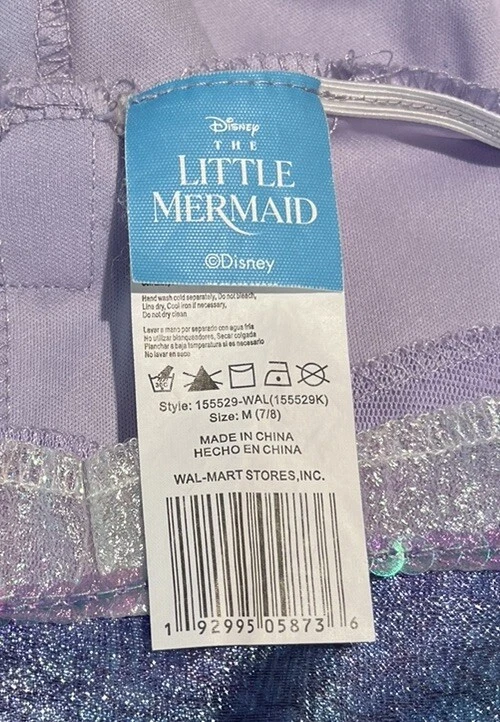 Disney
THE
LITTLE
MERMAID
©Disney
Hand wash cold separately, Do not bleach,
Line dry, Cool iron if necessary,
Do not dry clean
Lavar a mano por separado con agua fria
No utilizar blanqueadores, Secar colgada
Planchar a baja temperatura si es necesario
No lavar en seco
30C
Style: 155529-WAL(155529K)
Size: M (7/8)
MADE IN CHINA
HECHO EN CHINA
WAL-MART STORES,INC.
1 92995 05873 6